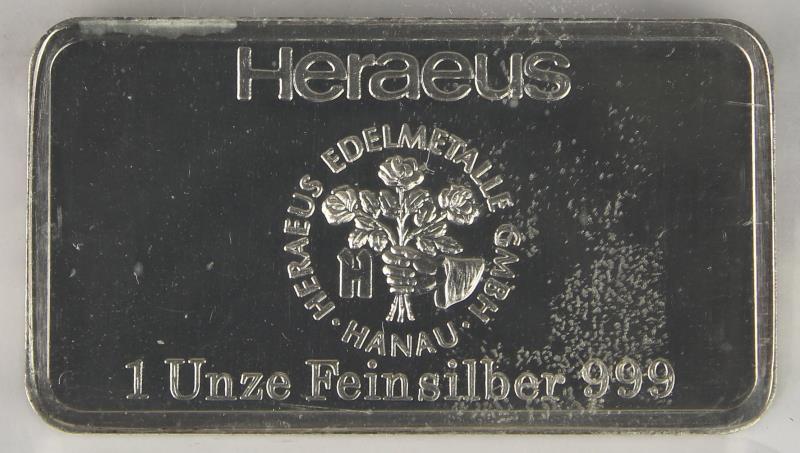 Heraeus
HERAEUS EDELMETALLE GMBH
· HANAU ·
H
1 Unze Feinsilber 999